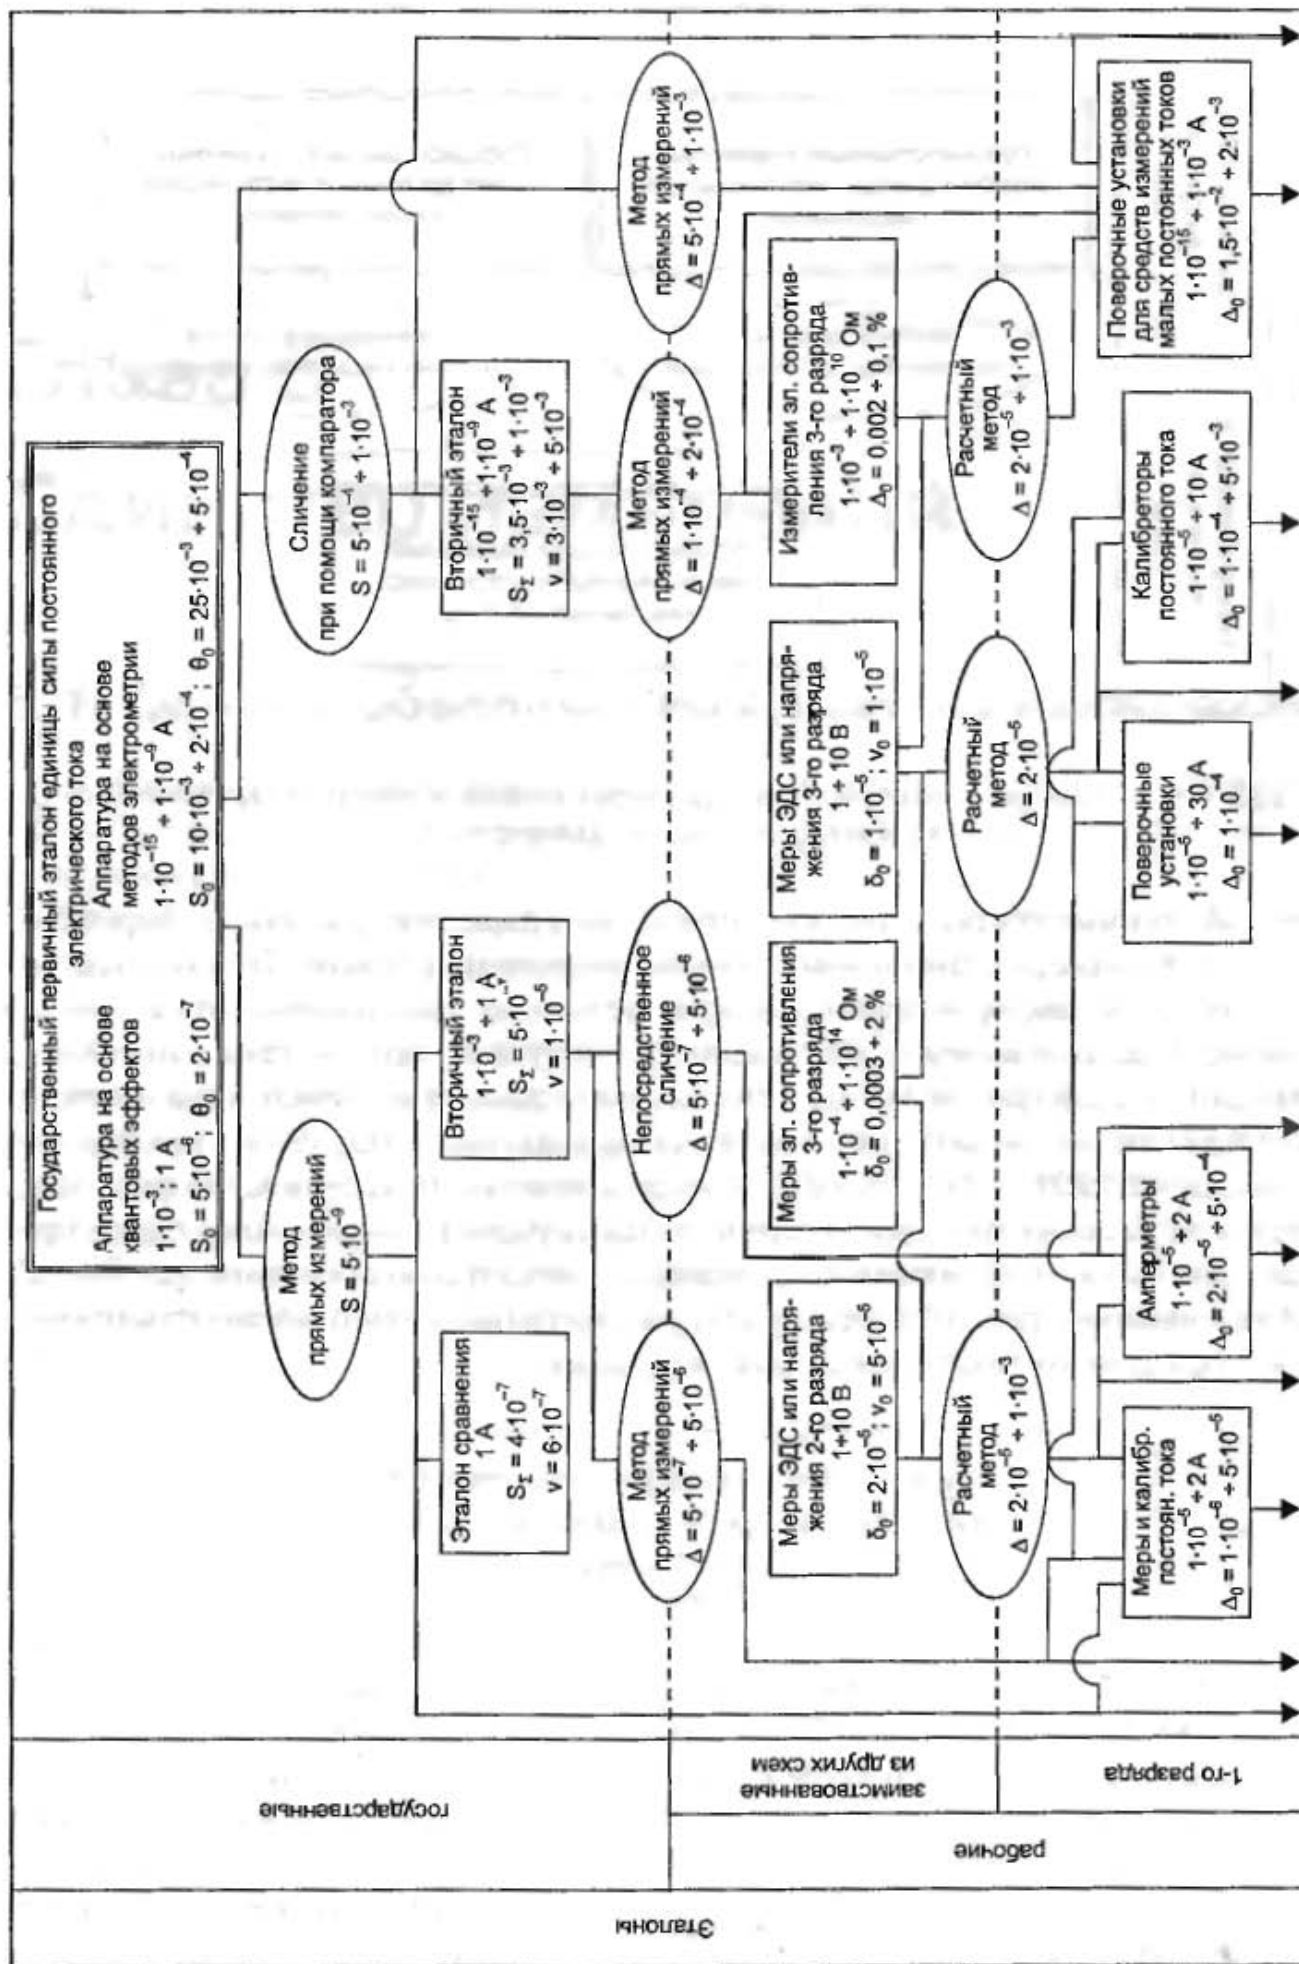 Государственный первичный эталон единицы силы постоянного
электрического тока
Аппаратура на основе
квантовых эффектов
1·10⁻³ ÷ 1 А
S₀ = 5·10⁻⁶; θ₀ = 2·10⁻⁷
Аппаратура на основе
методов электрометрии
1·10⁻¹⁵ ÷ 1·10⁻⁹ А
S₀ = 10·10⁻³ ÷ 2·10⁻⁴; θ₀ = 25·10⁻³ ÷ 5·10⁻⁴
Метод
прямых измерений
S = 5·10⁻⁹
Сличение
при помощи компаратора
S = 5·10⁻⁴ ÷ 1·10⁻³
Эталон сравнения
1 А
S_Σ = 4·10⁻⁷
ν = 6·10⁻⁷
Вторичный эталон
1·10⁻³ ÷ 1 А
S_Σ = 5·10
ν = 1·10⁻⁶
Вторичный эталон
1·10⁻¹⁵ ÷ 1·10⁻⁹ А
S_Σ = 3,5·10⁻³ ÷ 1·10⁻³
ν = 3·10⁻³ ÷ 5·10⁻³
Метод
прямых измерений
Δ = 5·10⁻⁷ ÷ 5·10⁻⁶
Непосредственное
сличение
Δ = 5·10⁻⁷ ÷ 5·10⁻⁶
Метод
прямых измерений
Δ = 1·10⁻⁴ ÷ 2·10⁻⁴
Метод
прямых измерений
Δ = 5·10⁻⁴ ÷ 1·10⁻³
Меры ЭДС или напря-
жения 2-го разряда
1÷10 В
δ₀ = 2·10⁻⁵; ν₀ = 5·10⁻⁵
Меры эл. сопротивления
3-го разряда
1·10⁻⁴ ÷ 1·10¹⁴ Ом
δ₀ = 0,0003 ÷ 2%
Меры ЭДС или напря-
жения 3-го разряда
1 ÷ 10 В
δ₀ = 1·10⁻⁵; ν₀ = 1·10⁻⁵
Измерители эл. сопротив-
ления 3-го разряда
1·10⁻³ ÷ 1·10¹⁰ Ом
Δ₀ = 0,002 ÷ 0,1 %
Расчетный
метод
Δ = 2·10⁻⁵ ÷ 1·10⁻³
Расчетный
метод
Δ = 2·10⁻⁵
Расчетный
метод
Δ = 2·10⁻⁵ ÷ 1·10⁻³
Меры и калибр.
постоян. тока
1·10⁻⁵ ÷ 2 А
Δ₀ = 1·10⁻⁶ ÷ 5·10⁻⁵
Амперметры
1·10⁻⁵ ÷ 2 А
Δ₀ = 2·10⁻⁵ ÷ 5·10⁻⁴
Поверочные
установки
1·10⁻⁵ ÷ 30 А
Δ₀ = 1·10⁻⁴
Калибреторы
постоянного тока
1·10⁻⁵ ÷ 10 А
Δ₀ = 1·10⁻⁴ ÷ 5·10⁻³
Поверочные установки
для средств измерений
малых постоянных токов
1·10⁻¹⁵ ÷ 1·10⁻³ А
Δ₀ = 1,5·10⁻² ÷ 2·10⁻³
Эталоны
государственные
рабочие
заимствованные
из других схем
1-го разряда